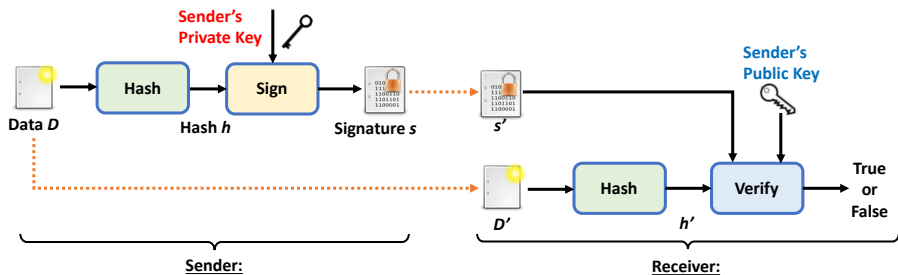 Sender's
Private Key
Hash
Sign
Data D
Hash h
Signature s
s'
Sender's
Public Key
Hash
Verify
True
or
False
D'
h'
Sender:
Receiver: